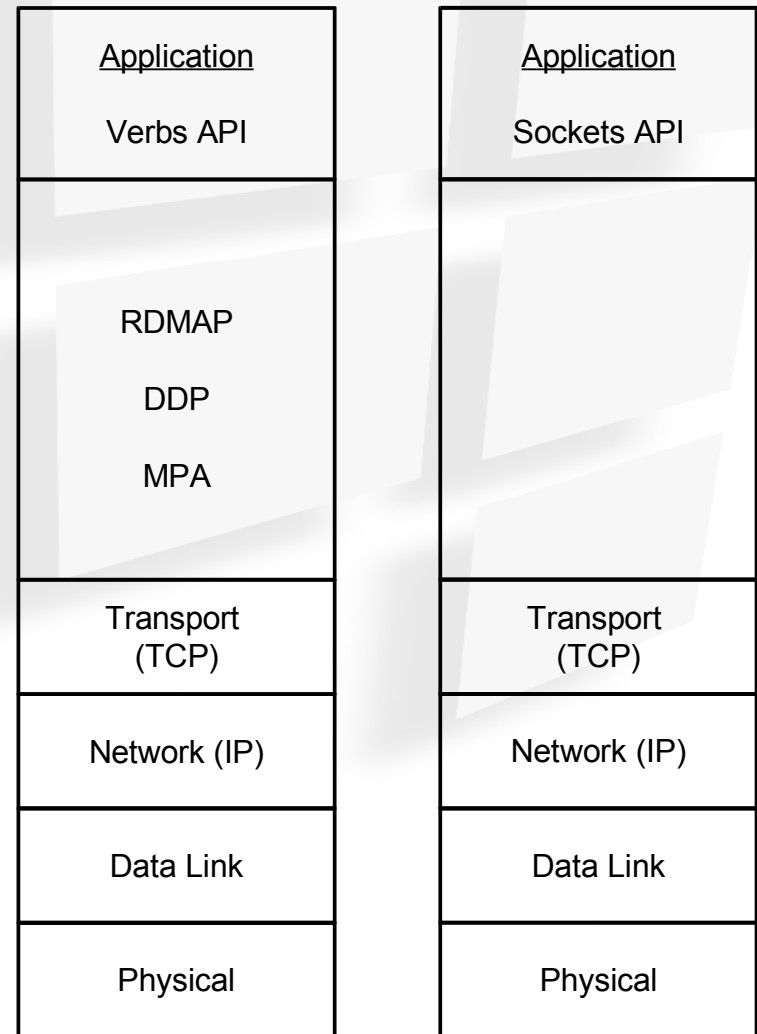 Application
Verbs API
RDMAP
DDP
MPA
Transport
(TCP)
Network (IP)
Data Link
Physical
Application
Sockets API
Transport
(TCP)
Network (IP)
Data Link
Physical